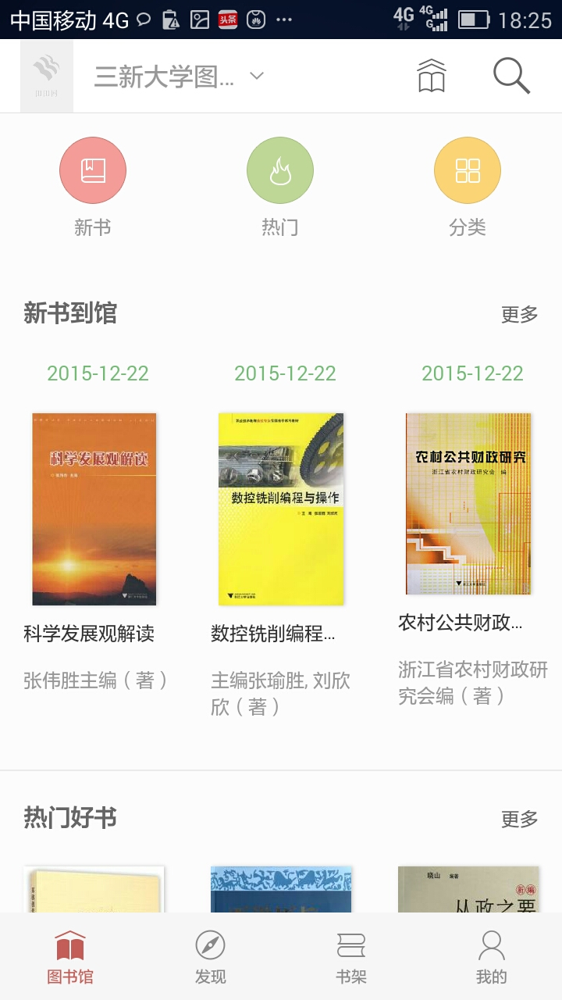 中国移动 4G
头条
4G
4G
G
18:25
三新大学图...
新书
热门
分类
新书到馆
更多
2015-12-22
2015-12-22
2015-12-22
科学发展观解读
数控铣削编程与操作
农村公共财政研究
浙江省农村财政研究会 编
科学发展观解读
数控铣削编程...
农村公共财政...
张伟胜主编（著）
主编张瑜胜, 刘欣
欣（著）
浙江省农村财政研
究会编（著）
热门好书
更多
晓山 编著
新编
从政之要
图书馆
发现
书架
我的